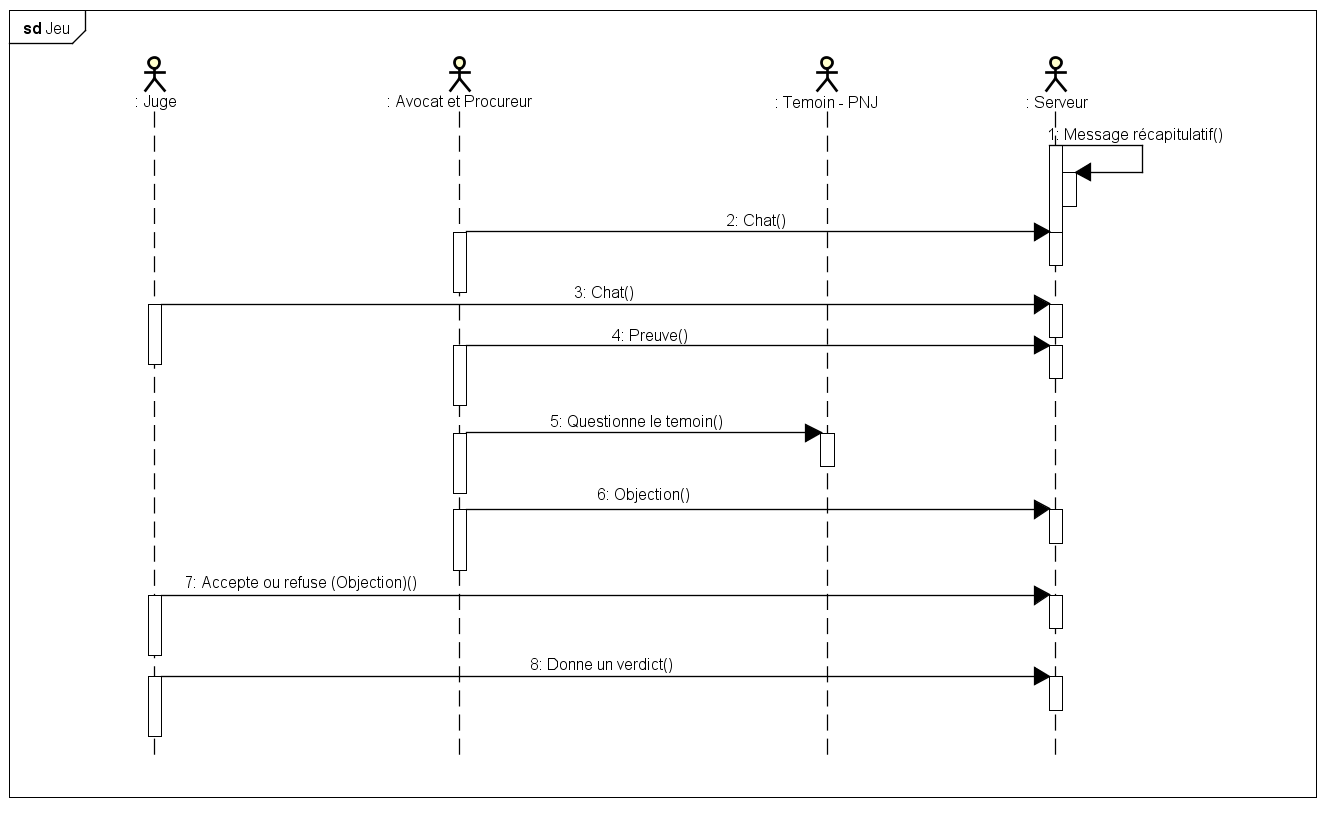 sd Jeu
: Juge
: Avocat et Procureur
: Temoin - PNJ
: Serveur
1: Message récapitulatif()
2: Chat()
3: Chat()
4: Preuve()
5: Questionne le temoin()
6: Objection()
7: Accepte ou refuse (Objection)()
8: Donne un verdict()